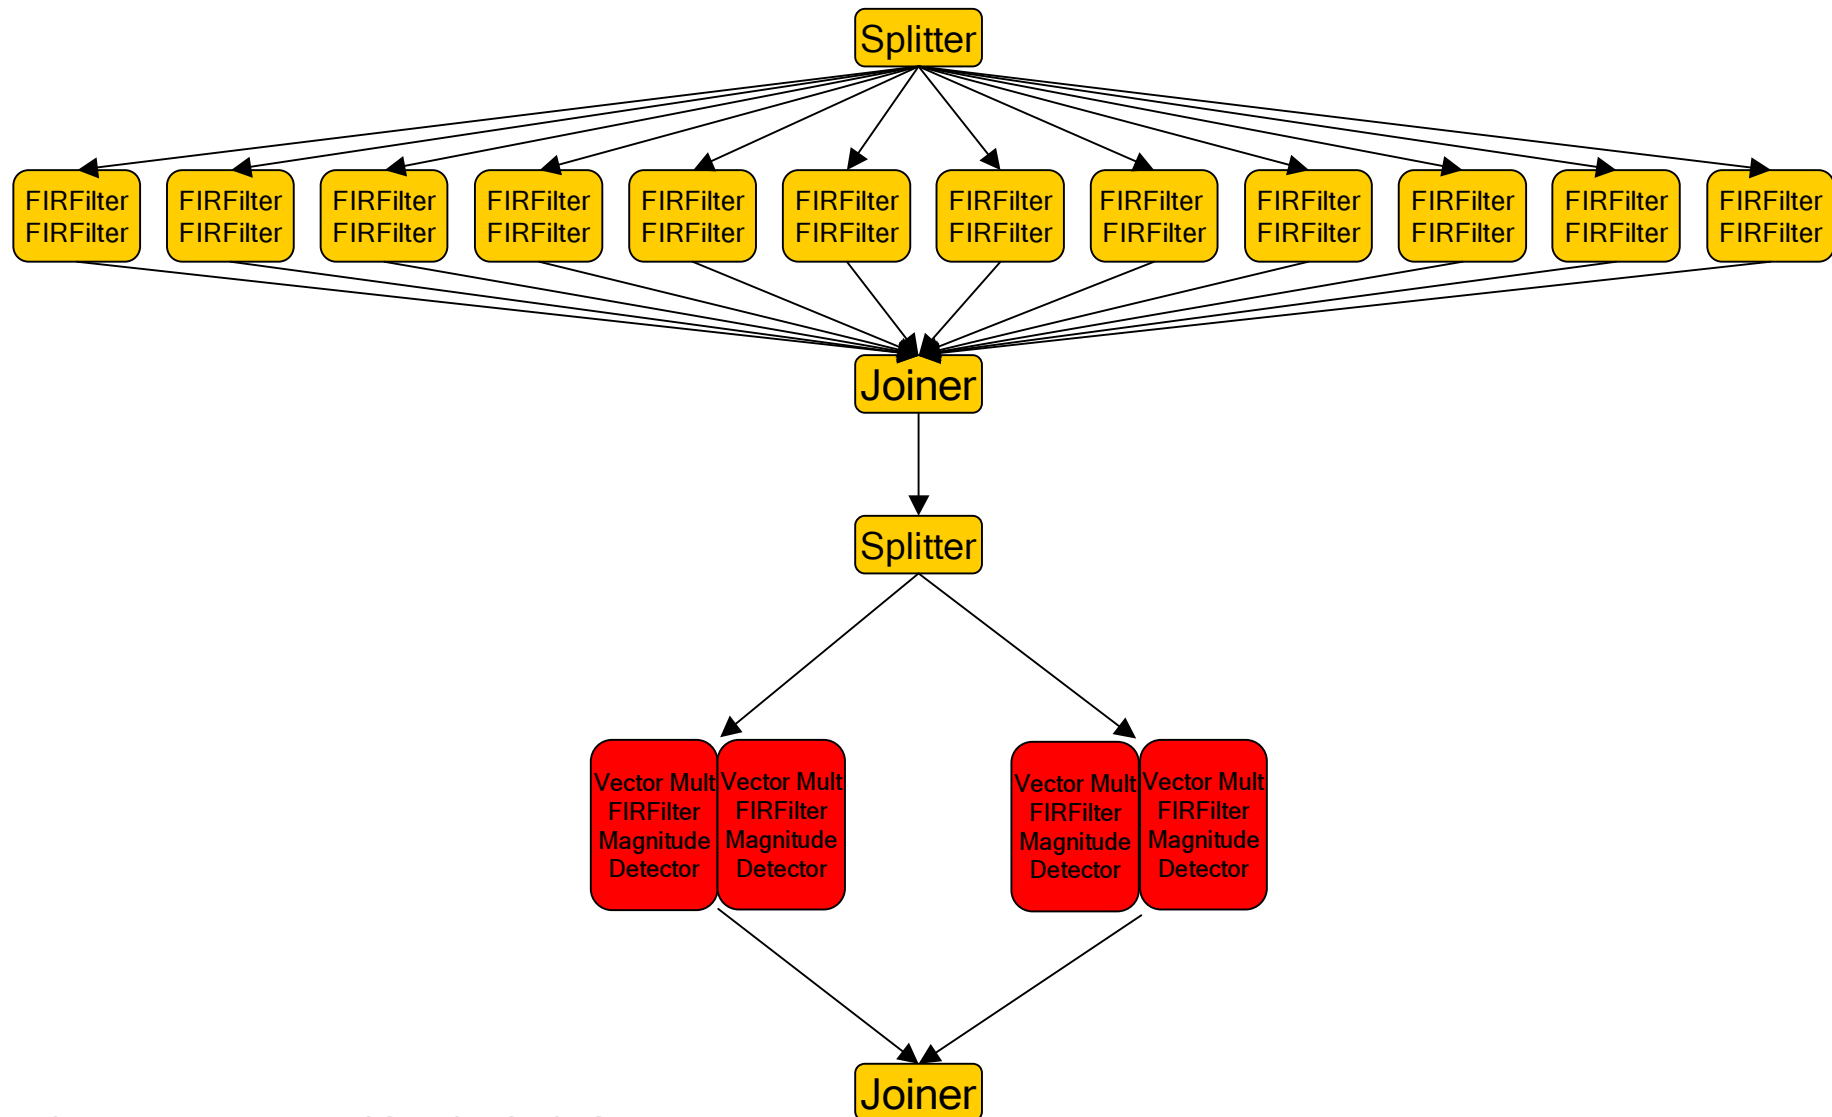 Splitter
FIRFilter FIRFilter FIRFilter FIRFilter FIRFilter FIRFilter FIRFilter FIRFilter FIRFilter FIRFilter FIRFilter FIRFilter
FIRFilter FIRFilter FIRFilter FIRFilter FIRFilter FIRFilter FIRFilter FIRFilter FIRFilter FIRFilter FIRFilter FIRFilter
Joiner
Splitter
Vector Mult Vector Mult Vector Mult Vector Mult
FIRFilter FIRFilter FIRFilter FIRFilter
Magnitude Magnitude Magnitude Magnitude
Detector Detector Detector Detector
Joiner